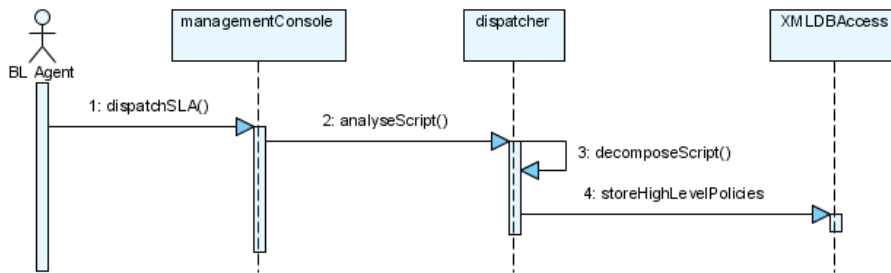 managementConsole
dispatcher
XMLDBAccess
BL Agent
1: dispatchSLA()
2: analyseScript()
3: decomposeScript()
4: storeHighLevelPolicies